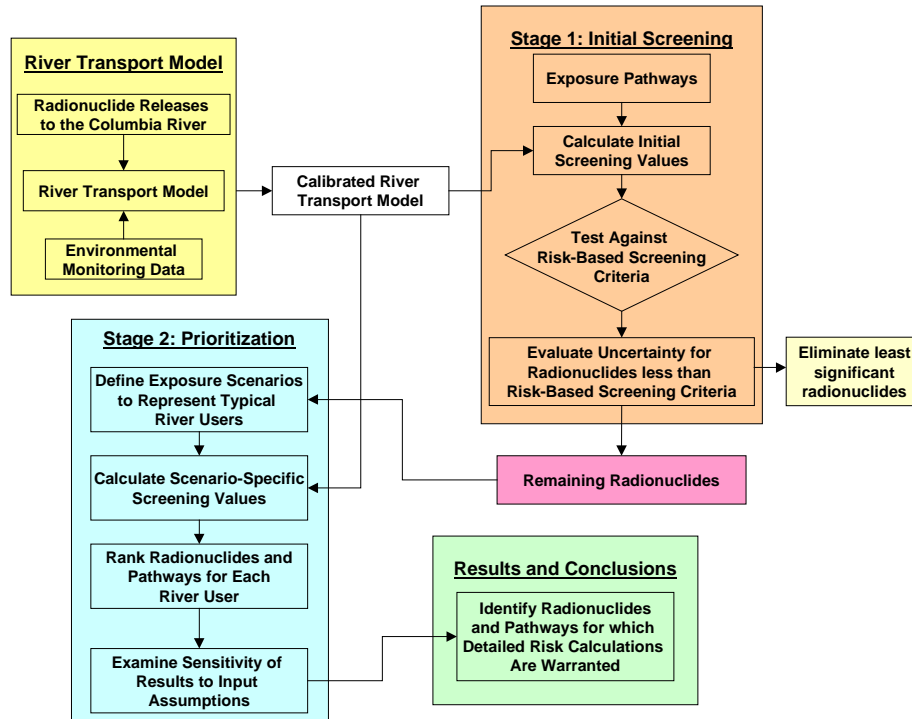 River Transport Model
Radionuclide Releases
to the Columbia River
River Transport Model
Environmental
Monitoring Data
Calibrated River
Transport Model
Stage 1: Initial Screening
Exposure Pathways
Calculate Initial
Screening Values
Test Against
Risk-Based Screening
Criteria
Evaluate Uncertainty for
Radionuclides less than
Risk-Based Screening Criteria
Eliminate least
significant
radionuclides
Remaining Radionuclides
Stage 2: Prioritization
Define Exposure Scenarios
to Represent Typical
River Users
Calculate Scenario-Specific
Screening Values
Rank Radionuclides and
Pathways for Each
River User
Examine Sensitivity of
Results to Input
Assumptions
Results and Conclusions
Identify Radionuclides
and Pathways for which
Detailed Risk Calculations
Are Warranted